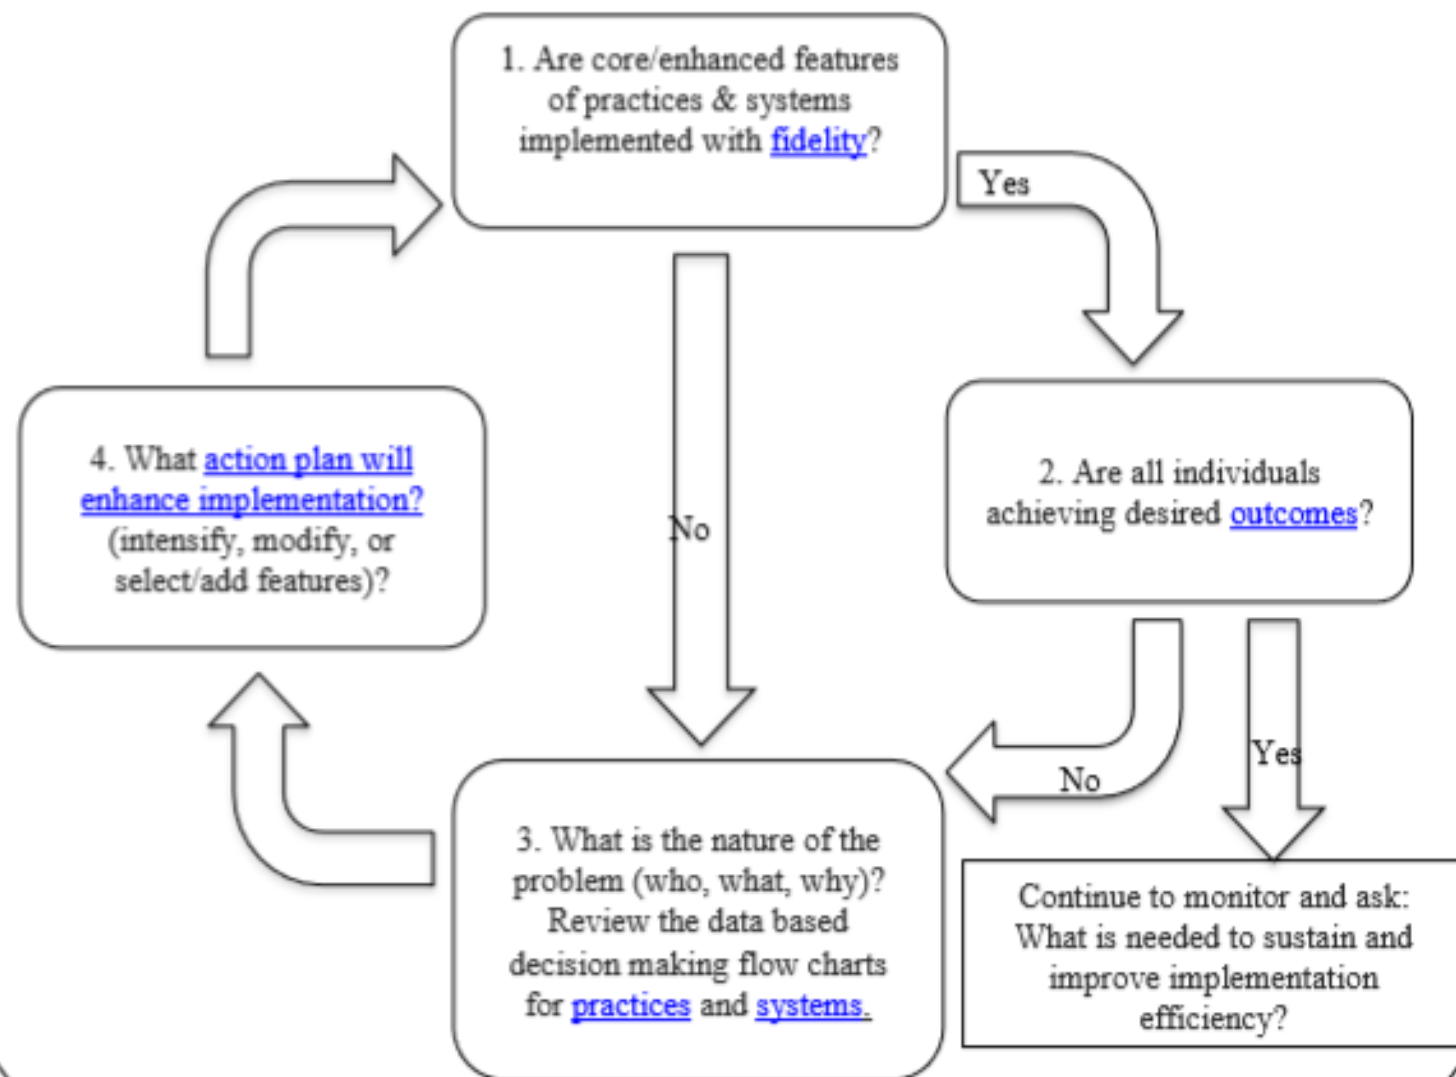 1. Are core/enhanced features
of practices & systems
implemented with fidelity?
Yes
2. Are all individuals
achieving desired outcomes?
No
Yes
No
3. What is the nature of the
problem (who, what, why)?
Review the data based
decision making flow charts
for practices and systems.
4. What action plan will
enhance implementation?
(intensify, modify, or
select/add features)?
Continue to monitor and ask:
What is needed to sustain and
improve implementation
efficiency?